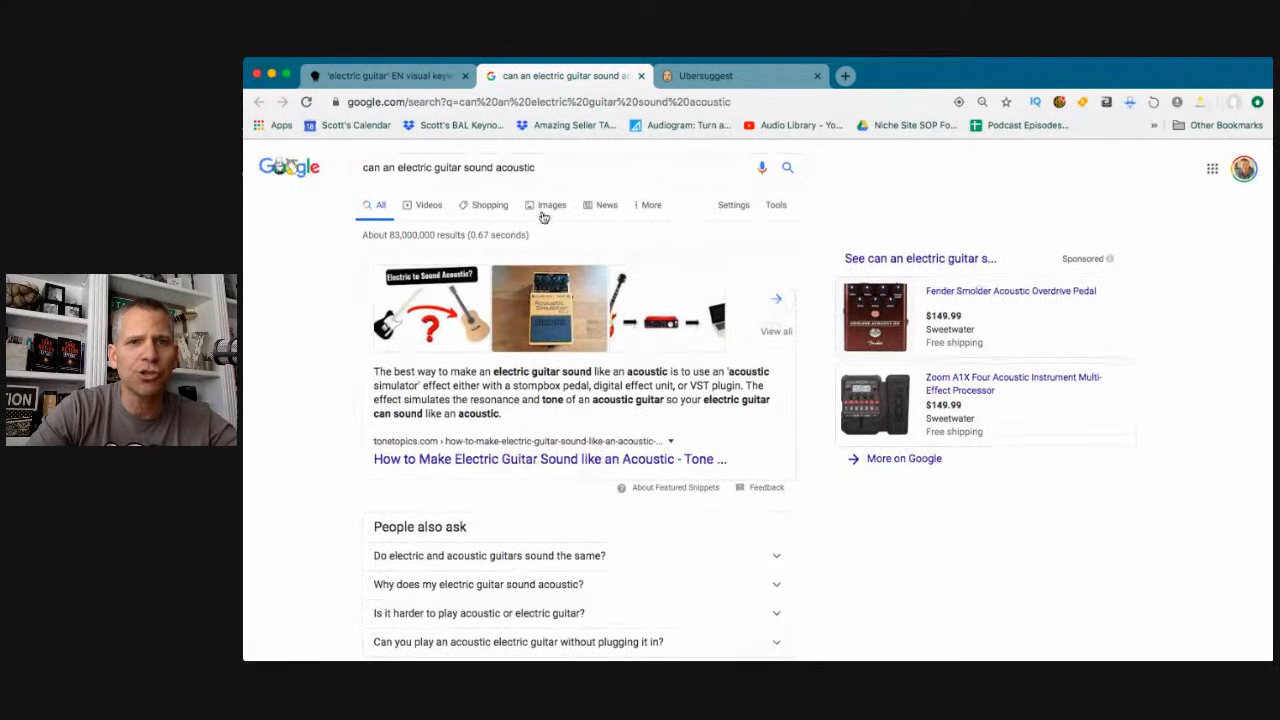 'electric guitar' EN visual keyw
can an electric guitar sound ac
Ubersuggest
google.com/search?q=can%20an%20electric%20guitar%20sound%20acoustic
Apps
Scott's Calendar
Scott's BAL Keyno...
Amazing Seller TA...
Audiogram: Turn a...
Audio Library - Yo...
Niche Site SOP Fo...
Podcast Episodes...
»
Other Bookmarks
can an electric guitar sound acoustic
All
Videos
Shopping
Images
News
More
Settings
Tools
About 83,000,000 results (0.67 seconds)
Electric to Sound Acoustic?
?
Acoustic
Simulator
View all
The best way to make an electric guitar sound like an acoustic is to use an 'acoustic
simulator' effect either with a stompbox pedal, digital effect unit, or VST plugin. The
effect simulates the resonance and tone of an acoustic guitar so your electric guitar
can sound like an acoustic.
tonetopics.com › how-to-make-electric-guitar-sound-like-an-acoustic-...
How to Make Electric Guitar Sound like an Acoustic - Tone ...
About Featured Snippets
Feedback
People also ask
Do electric and acoustic guitars sound the same?
Why does my electric guitar sound acoustic?
Is it harder to play acoustic or electric guitar?
Can you play an acoustic electric guitar without plugging it in?
See can an electric guitar s...
Sponsored
Fender Smolder Acoustic Overdrive Pedal
$149.99
Sweetwater
Free shipping
Zoom A1X Four Acoustic Instrument Multi-
Effect Processor
$149.99
Sweetwater
Free shipping
More on Google